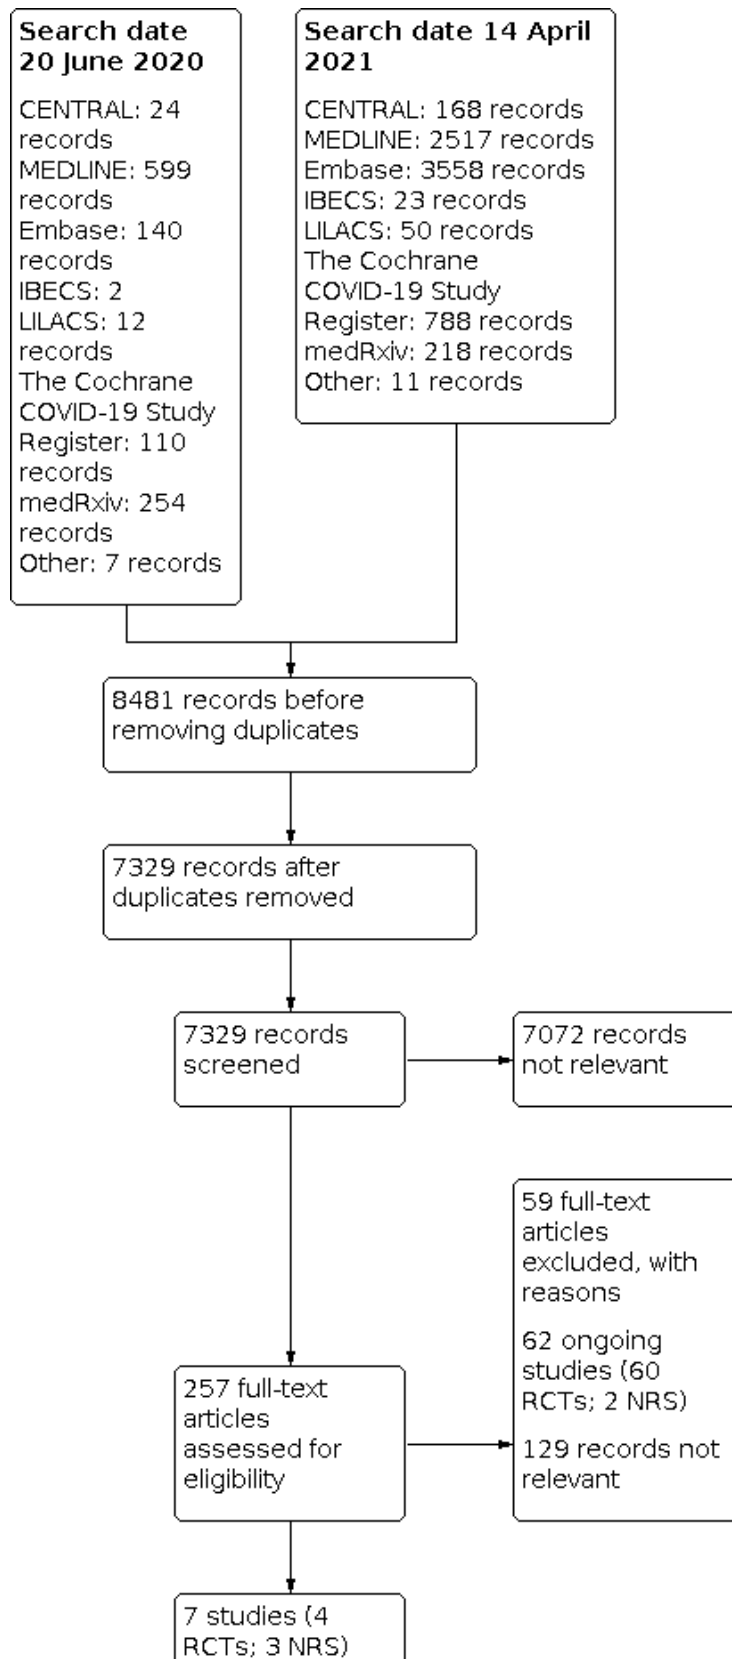 Search date
20 June 2020
CENTRAL: 24
records
MEDLINE: 599
records
Embase: 140
records
IBECS: 2
LILACS: 12
records
The Cochrane
COVID-19 Study
Register: 110
records
medRxiv: 254
records
Other: 7 records
Search date 14 April
2021
CENTRAL: 168 records
MEDLINE: 2517 records
Embase: 3558 records
IBECS: 23 records
LILACS: 50 records
The Cochrane
COVID-19 Study
Register: 788 records
medRxiv: 218 records
Other: 11 records
8481 records before
removing duplicates
7329 records after
duplicates removed
7329 records
screened
7072 records
not relevant
59 full-text
articles
excluded, with
reasons
62 ongoing
studies (60
RCTs; 2 NRS)
129 records not
relevant
257 full-text
articles
assessed for
eligibility
7 studies (4
RCTs; 3 NRS)